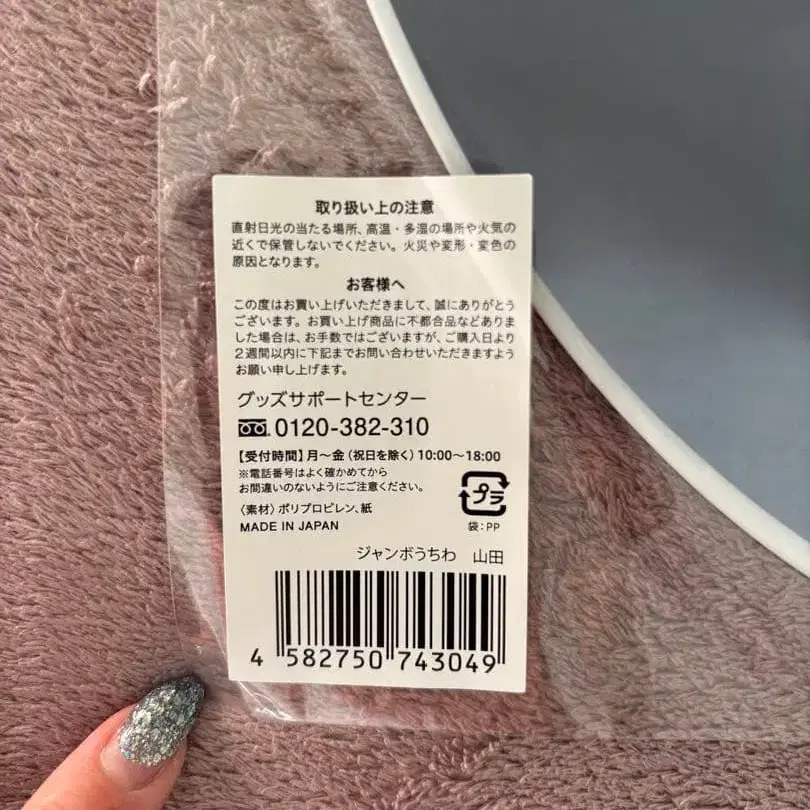 取り扱い上の注意
直射日光の当たる場所、高温・多湿の場所や火気の
近くで保管しないでください。火災や変形・変色の
原因となります。
お客様へ
この度はお買い上げいただきまして、誠にありがとう
ございます。お買い上げ商品に不都合品などありま
した場合は、お手数ではございますが、ご購入日より
2週間以内に下記までお問い合わせいただきますよう
お願い申し上げます。
グッズサポートセンター
0120-382-310
【受付時間】月〜金(祝日を除く)10:00〜18:00
※電話番号はよく確かめてから
お間違いのないようにご注意ください。
〈素材〉ポリプロピレン、紙
MADE IN JAPAN
プラ
袋:PP
ジャンボうちわ 山田
4 582750 743049